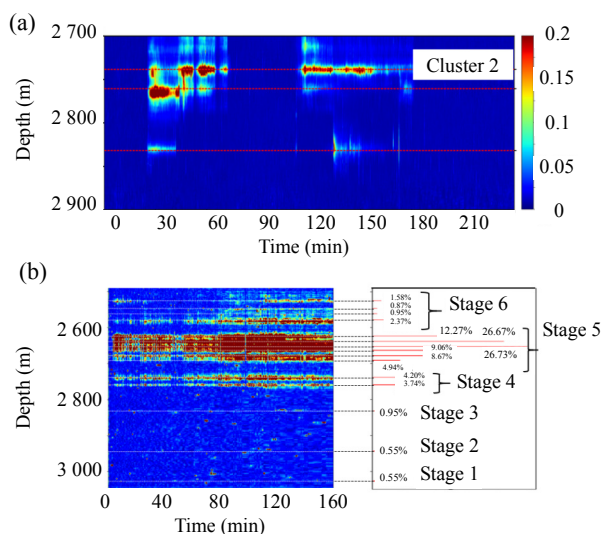 (a)
2 700
2 800
2 900
Depth (m)
Cluster 2
0.2
0.15
0.1
0.05
0
0 30 60 90 120 150 180 210
Time (min)
(b)
2 600
2 800
3 000
Depth (m)
1.58%
0.87%
0.95%
2.37%
Stage 6
12.27% 26.67%
Stage 5
9.06%
8.67% 26.73%
4.94%
4.20%
3.74%
Stage 4
0.95% Stage 3
0.55% Stage 2
0.55% Stage 1
0 40 80 120 160
Time (min)